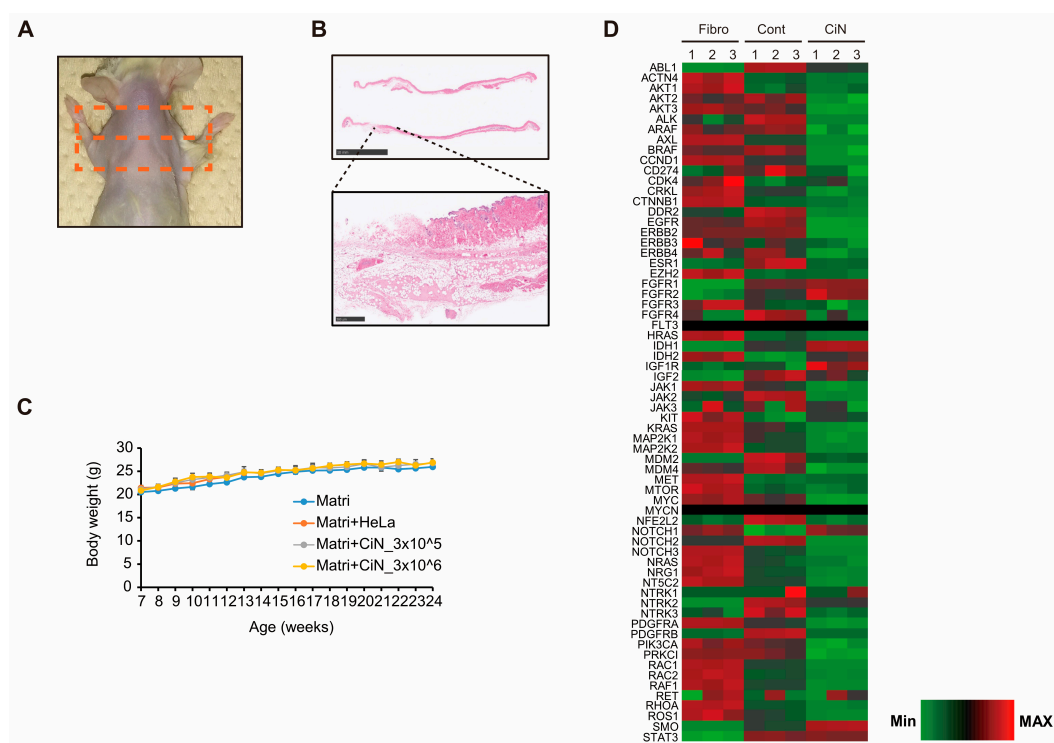 A
B
C
30
25
20
15
10
5
0
Body weight (g)
Matri
Matri+HeLa
Matri+CiN_3x10^5
Matri+CiN_3x10^6
7 8 9 10 11 12 13 14 15 16 17 18 19 20 21 22 23 24
Age (weeks)
D
Fibro Cont CiN
1 2 3 1 2 3 1 2 3
ABL1
ACTN4
AKT1
AKT2
AKT3
ALK
ARAF
AXL
BRAF
CCND1
CD274
CDK4
CRKL
CTNNB1
DDR2
EGFR
ERBB2
ERBB3
ERBB4
ESR1
EZH2
FGFR1
FGFR2
FGFR3
FGFR4
FLT3
HRAS
IDH1
IDH2
IGF1R
IGF2
JAK1
JAK2
JAK3
KIT
KRAS
MAP2K1
MAP2K2
MDM2
MDM4
MET
MTOR
MYC
MYCN
NFE2L2
NOTCH1
NOTCH2
NOTCH3
NRAS
NRG1
NT5C2
NTRK1
NTRK2
NTRK3
PDGFRA
PDGFRB
PIK3CA
PRKCI
RAC1
RAC2
RAF1
RET
RHOA
ROS1
SMO
STAT3
Min MAX